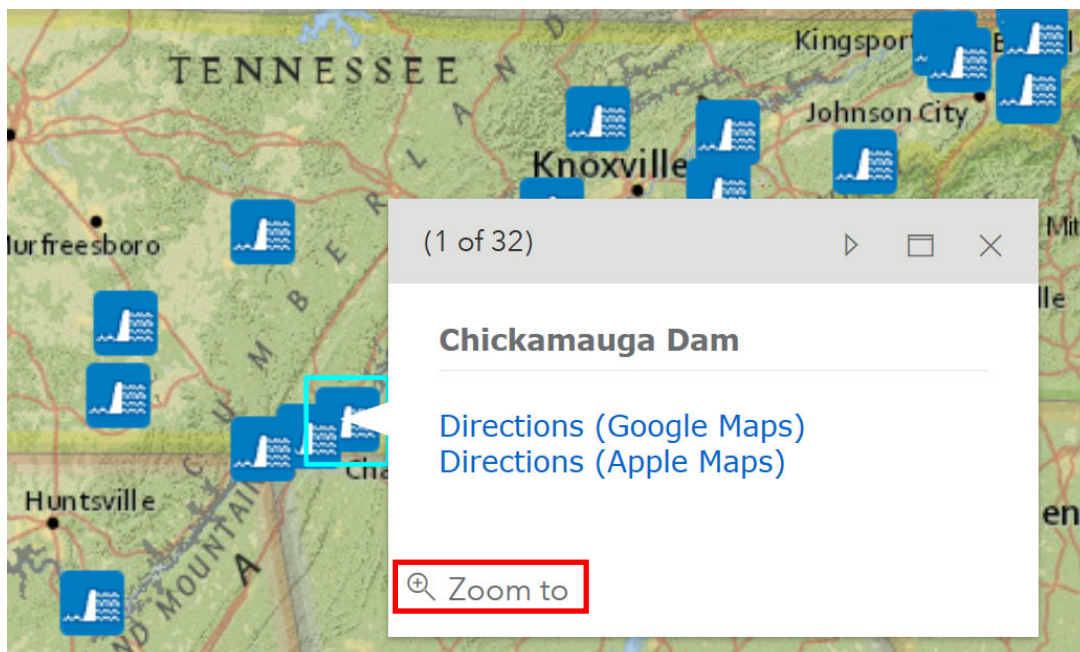 TENNESSEE
Kingsport
Johnson City
Knoxville
Murfreesboro
(1 of 32)
Chickamauga Dam
Directions (Google Maps)
Directions (Apple Maps)
Huntsville
Zoom to
MOUNTAIN